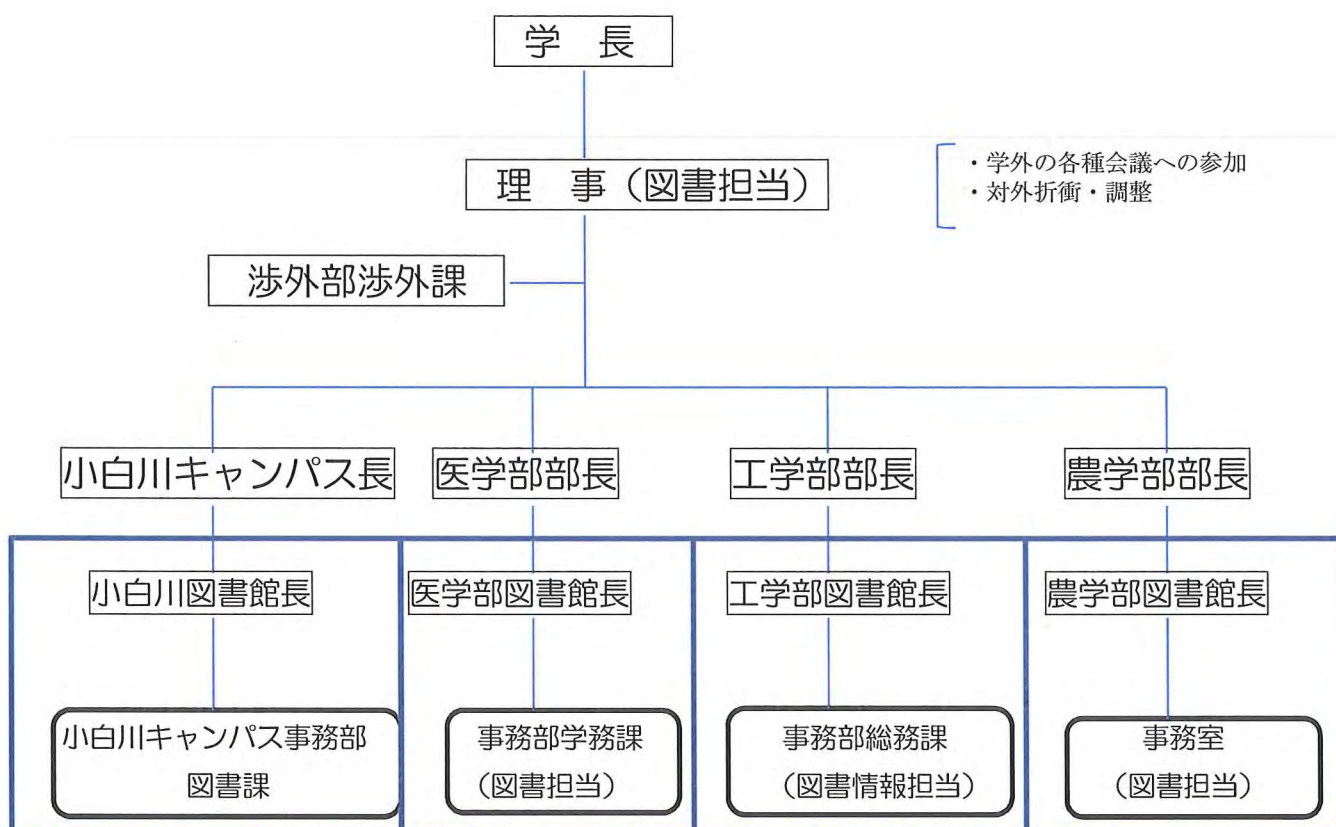 学　長
理　事（図書担当）
・学外の各種会議への参加
・対外折衝・調整
渉外部渉外課
小白川キャンパス長
医学部部長
工学部部長
農学部部長
小白川図書館長
医学部図書館長
工学部図書館長
農学部図書館長
小白川キャンパス事務部
図書課
事務部学務課
（図書担当）
事務部総務課
（図書情報担当）
事務室
（図書担当）